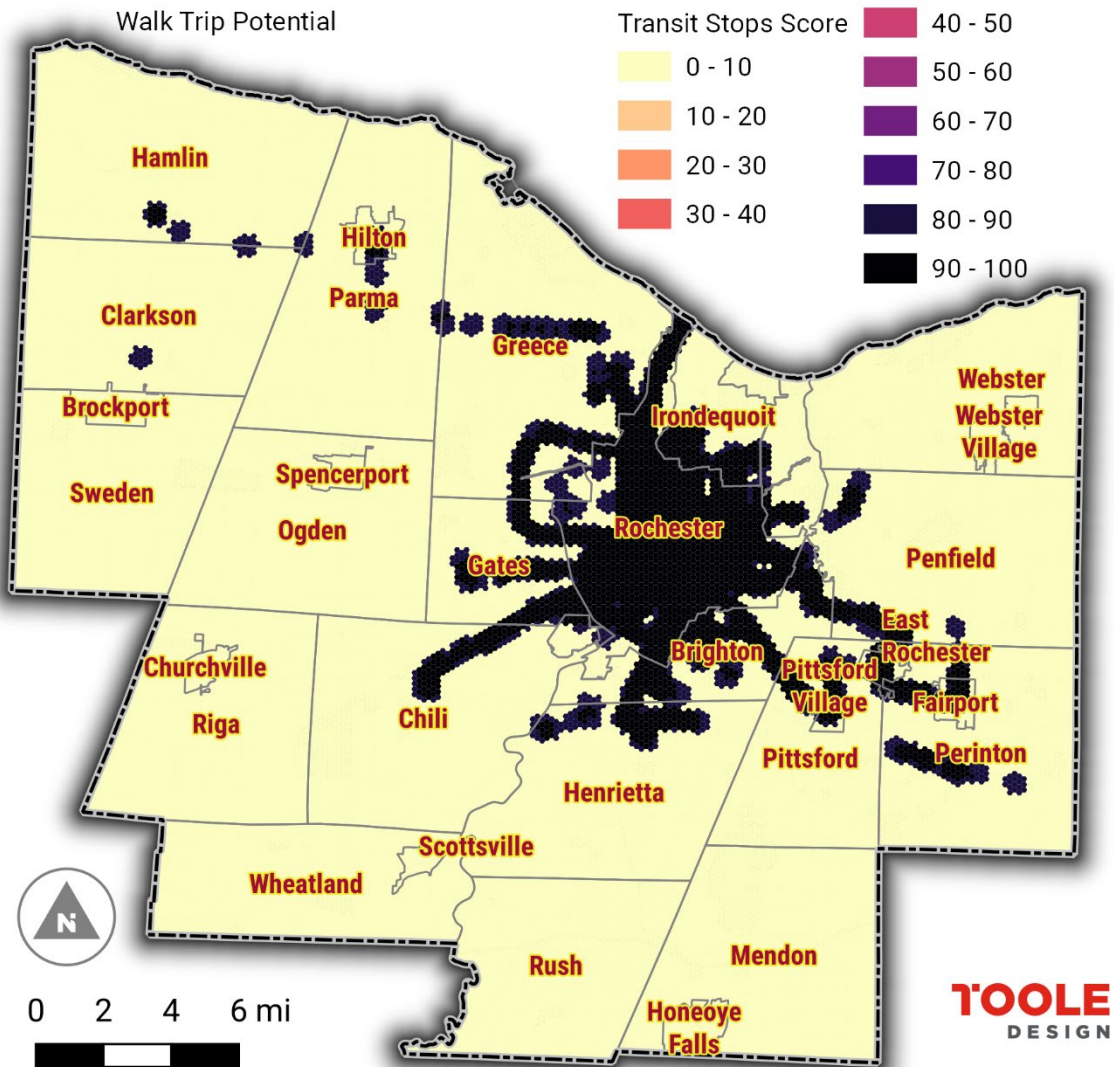 Walk Trip Potential
Transit Stops Score
0 - 10
10 - 20
20 - 30
30 - 40
40 - 50
50 - 60
60 - 70
70 - 80
80 - 90
90 - 100
Hamlin
Hilton
Parma
Clarkson
Greece
Webster
Webster
Village
Brockport
Irondequoit
Spencerport
Sweden
Ogden
Rochester
Gates
Penfield
East
Rochester
Churchville
Brighton
Pittsford
Village
Fairport
Riga
Chili
Pittsford
Perinton
Henrietta
Scottsville
Wheatland
N
Rush
Mendon
Honeoye
Falls
0 2 4 6 mi
TOOLE
DESIGN